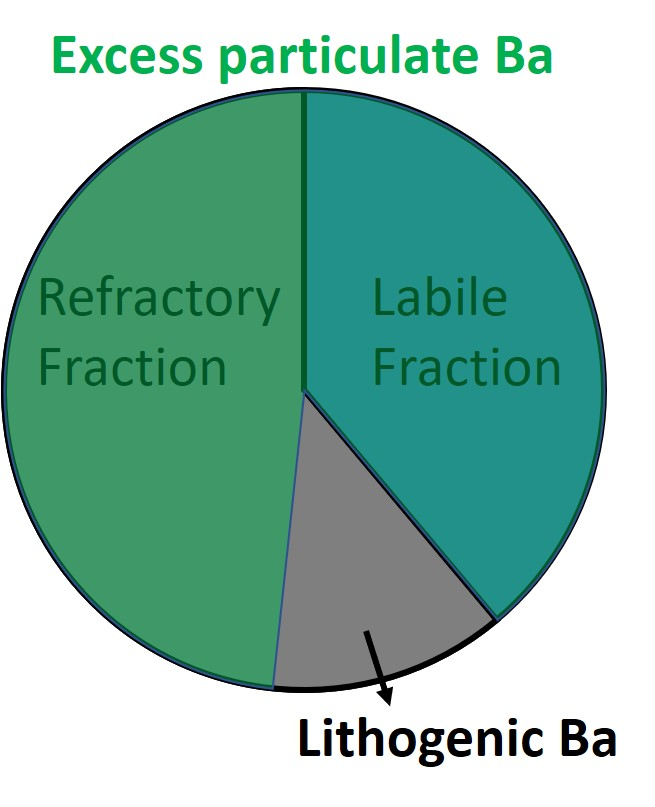 Excess particulate Ba
Refractory
Fraction
Labile
Fraction
Lithogenic Ba